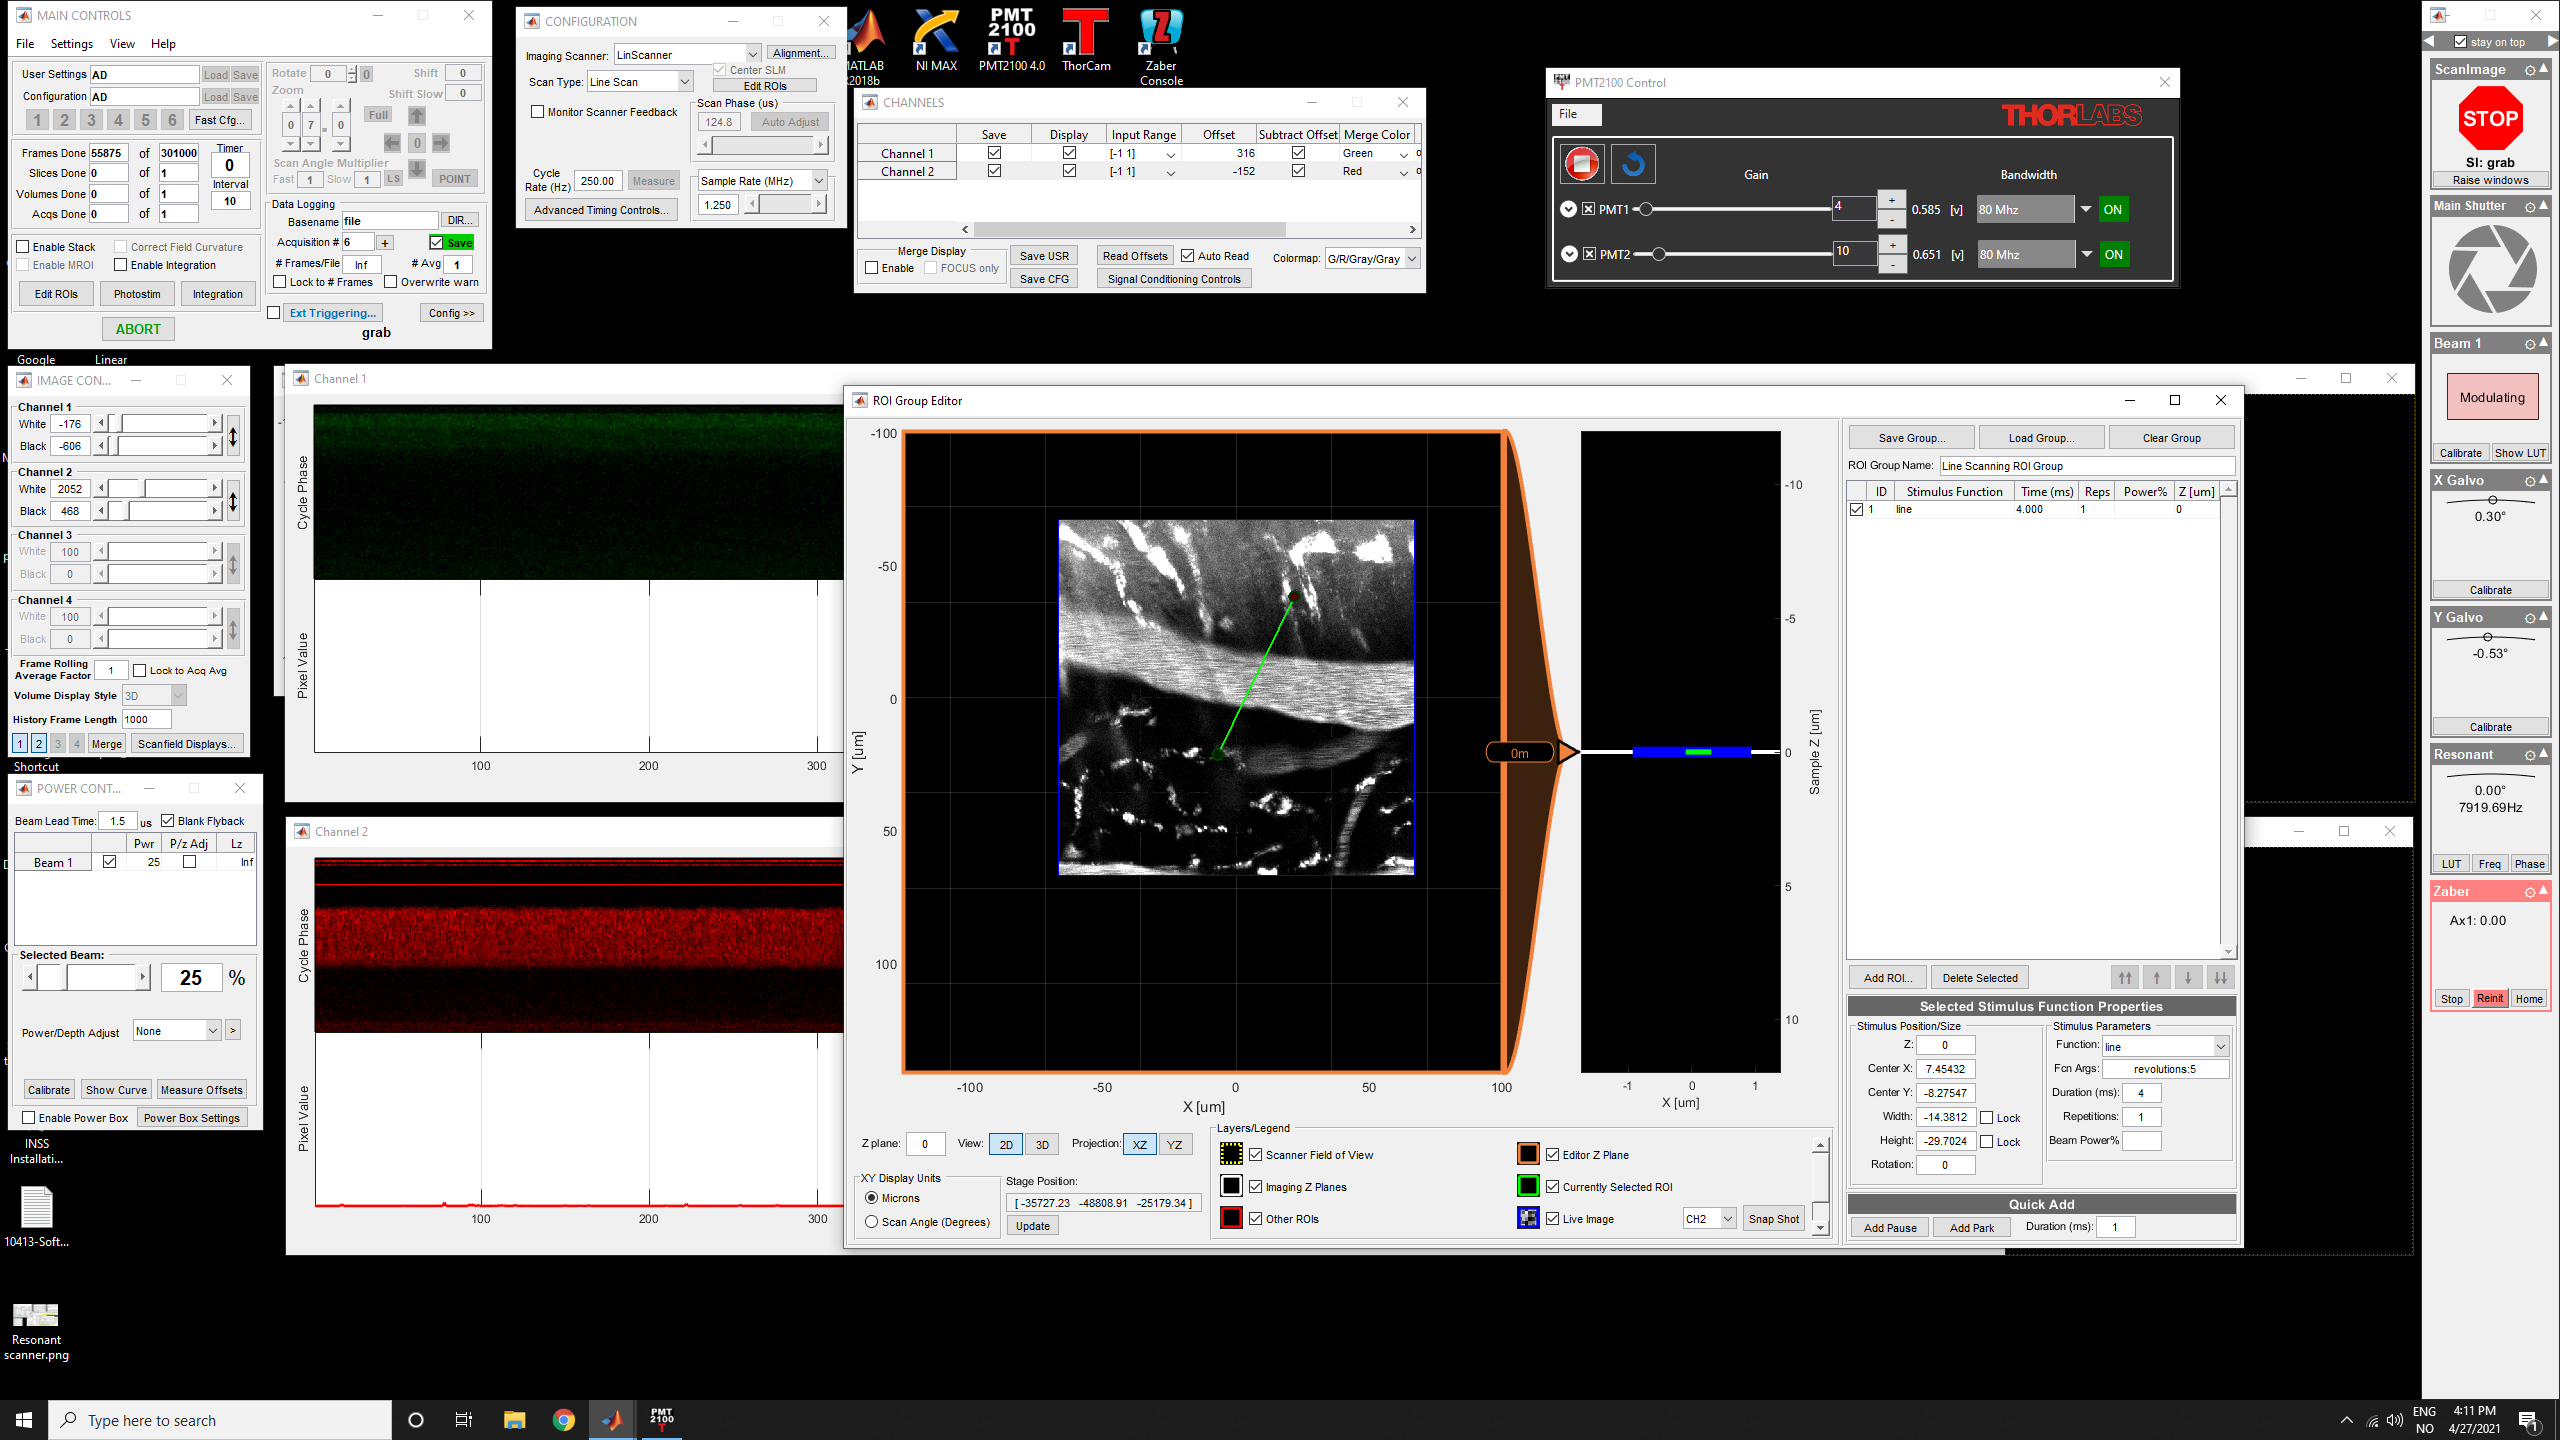 MAIN CONTROLS
File Settings View Help
User Settings AD Load Save
Configuration AD Load Save
1 2 3 4 5 6 Fast Cfg...
Frames Done 55875 of 301000
Slices Done 0 of 1
Volumes Done 0 of 1
Acqs Done 0 of 1
Timer
0
Interval
10
Enable Stack Correct Field Curvature
Enable MROI Enable Integration
Edit ROIs Photostim Integration
ABORT
Rotate 0 0 Shift 0
Zoom Shift Slow 0
Full
0 7 . 0 0
Scan Angle Multiplier
Fast 1 Slow 1 LS POINT
Data Logging
Basename file DIR...
Acquisition # 6 + Save
# Frames/File Inf # Avg 1
Lock to # Frames Overwrite warn
Ext Triggering... Config >>
grab
CONFIGURATION
Imaging Scanner: LinScanner Alignment...
Center SLM
Scan Type: Line Scan Edit ROIs
Monitor Scanner Feedback
Scan Phase (us)
124.8 Auto Adjust
Cycle
Rate (Hz) 250.00 Measure
Sample Rate (MHz)
1.250
Advanced Timing Controls...
MATLAB
R2018b
NI MAX
PMT
2100
PMT2100 4.0
ThorCam
Zaber
Console
CHANNELS
Save Display Input Range Offset Subtract Offset Merge Color
Channel 1 [-1 1] 316 Green
Channel 2 [-1 1] -152 Red
Merge Display
Enable FOCUS only
Save USR
Save CFG
Read Offsets Auto Read Colormap: G/R/Gray/Gray
Signal Conditioning Controls
PMT2100 Control
File THORLABS
Gain Bandwidth
PMT1 4 + - 0.585 [v] 80 Mhz ON
PMT2 10 + - 0.651 [v] 80 Mhz ON
stay on top
ScanImage
STOP
SI: grab
Raise windows
Main Shutter
Beam 1
Modulating
Calibrate Show LUT
X Galvo
0.30°
Calibrate
Y Galvo
-0.53°
Calibrate
Resonant
0.00°
7919.69Hz
LUT Freq Phase
Zaber
Ax1: 0.00
Stop Reinit Home
Google
Linear
IMAGE CON...
Channel 1
White -176
Black -606
Channel 2
White 2052
Black 468
Channel 3
White 100
Black 0
Channel 4
White 100
Black 0
Frame Rolling
Average Factor 1 Lock to Acq Avg
Volume Display Style 3D
History Frame Length 1000
1 2 3 4 Merge Scanfield Displays...
Shortcut
POWER CONT...
Beam Lead Time: 1.5 us Blank Flyback
Pwr P/z Adj Lz
Beam 1 25 Inf
Selected Beam:
25 %
Power/Depth Adjust None >
Calibrate Show Curve Measure Offsets
Enable Power Box Power Box Settings
INSS
Installati...
10413-Soft...
Resonant
scanner.png
Channel 1
Cycle Phase
Pixel Value
100 200 300
Channel 2
Cycle Phase
Pixel Value
100 200 300
ROI Group Editor
-100
-50
0
50
100
Y [um]
-100 -50 0 50 100
X [um]
0m
-10
-5
0
5
10
Sample Z [um]
-1 0 1
X [um]
Z plane: 0 View: 2D 3D Projection: XZ YZ
XY Display Units
Microns
Scan Angle (Degrees)
Stage Position:
[ -35727.23 -48808.91 -25179.34 ]
Update
Layers/Legend
Scanner Field of View
Imaging Z Planes
Other ROIs
Editor Z Plane
Currently Selected ROI
Live Image CH2 Snap Shot
Save Group... Load Group... Clear Group
ROI Group Name: Line Scanning ROI Group
ID Stimulus Function Time (ms) Reps Power% Z [um]
1 line 4.000 1 0
Add ROI... Delete Selected
Selected Stimulus Function Properties
Stimulus Position/Size
Z: 0
Center X: 7.45432
Center Y: -8.27547
Width: -14.3812 Lock
Height: -29.7024 Lock
Rotation: 0
Stimulus Parameters
Function: line
Fcn Args: revolutions:5
Duration (ms): 4
Repetitions: 1
Beam Power%
Quick Add
Add Pause Add Park Duration (ms): 1
Type here to search
PMT
2100
ENG
NO
4:11 PM
4/27/2021
1